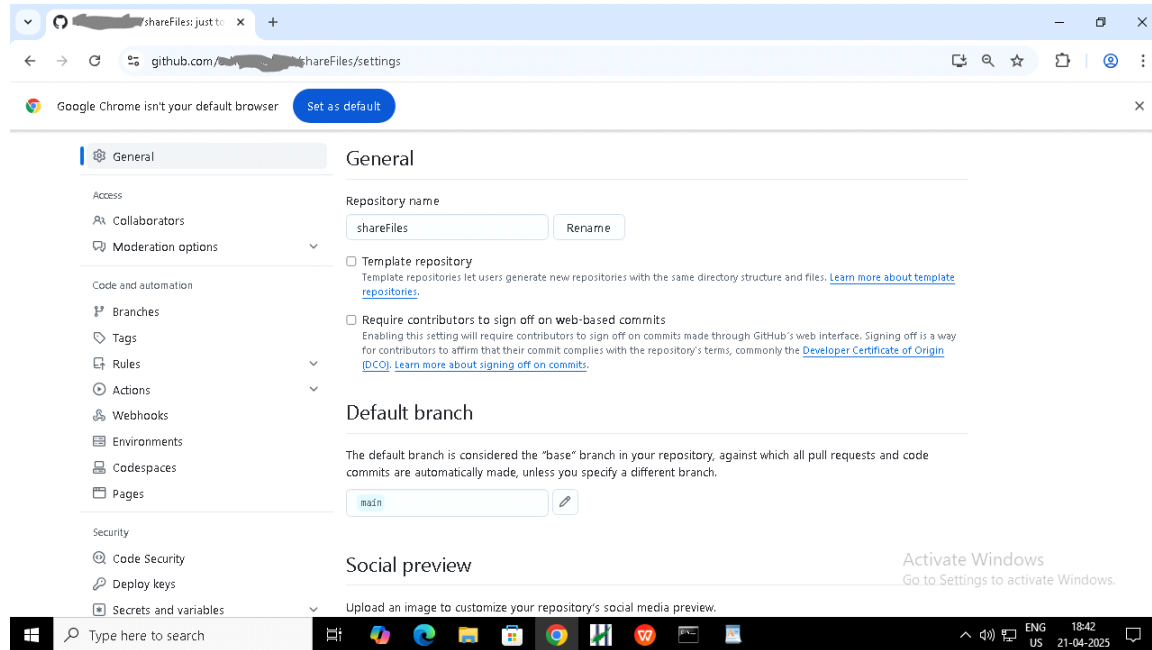 /shareFiles: just to
github.com/
shareFiles/settings
Google Chrome isn't your default browser
Set as default
General
Access
Collaborators
Moderation options
Code and automation
Branches
Tags
Rules
Actions
Webhooks
Environments
Codespaces
Pages
Security
Code Security
Deploy keys
Secrets and variables
General
Repository name
shareFiles
Rename
Template repository
Template repositories let users generate new repositories with the same directory structure and files. Learn more about template
repositories.
Require contributors to sign off on web-based commits
Enabling this setting will require contributors to sign off on commits made through GitHub's web interface. Signing off is a way
for contributors to affirm that their commit complies with the repository's terms, commonly the Developer Certificate of Origin
(DCO). Learn more about signing off on commits.
Default branch
The default branch is considered the "base" branch in your repository, against which all pull requests and code
commits are automatically made, unless you specify a different branch.
main
Social preview
Upload an image to customize your repository's social media preview.
Activate Windows
Go to Settings to activate Windows.
Type here to search
ENG
US
18:42
21-04-2025